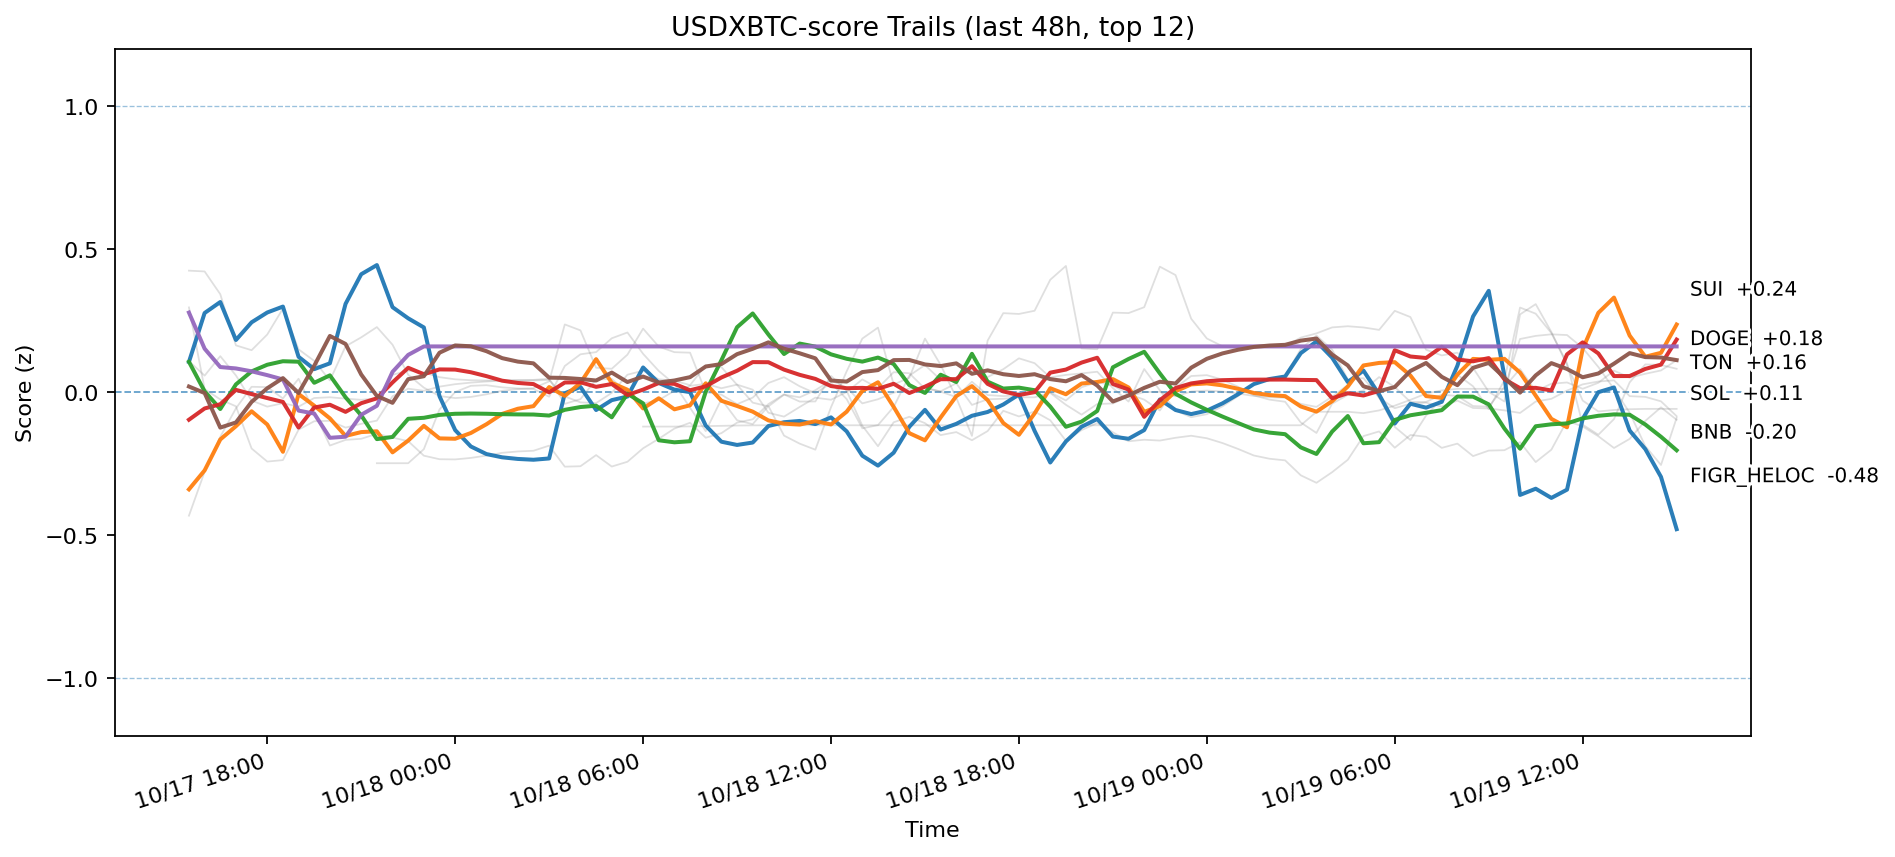 USDXBTC-score Trails (last 48h, top 12)
Score (z)
1.0
0.5
0.0
−0.5
−1.0
SUI +0.24
DOGE +0.18
TON +0.16
SOL +0.11
BNB -0.20
FIGR_HELOC -0.48
10/17 18:00
10/18 00:00
10/18 06:00
10/18 12:00
10/18 18:00
10/19 00:00
10/19 06:00
10/19 12:00
Time